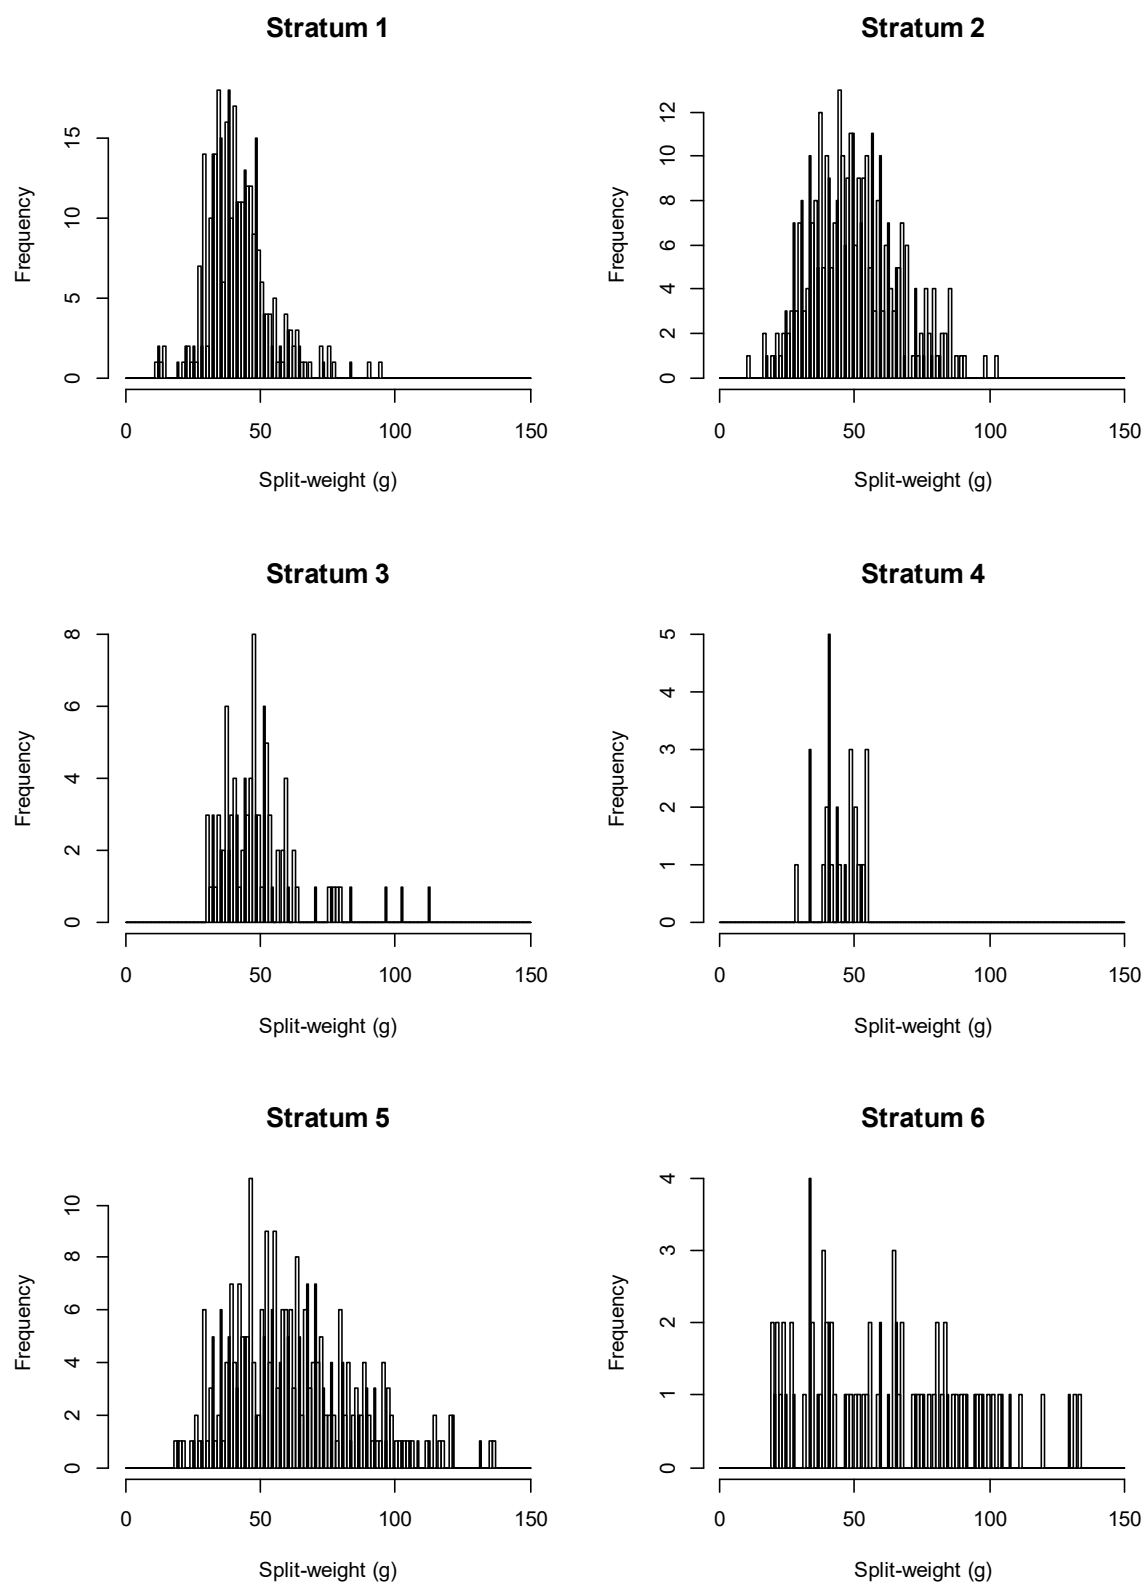 Stratum 1
Frequency
15
10
5
0
0 50 100 150
Split-weight (g)
Stratum 2
Frequency
12
10
8
6
4
2
0
0 50 100 150
Split-weight (g)
Stratum 3
Frequency
8
6
4
2
0
0 50 100 150
Split-weight (g)
Stratum 4
Frequency
5
4
3
2
1
0
0 50 100 150
Split-weight (g)
Stratum 5
Frequency
10
8
6
4
2
0
0 50 100 150
Split-weight (g)
Stratum 6
Frequency
4
3
2
1
0
0 50 100 150
Split-weight (g)